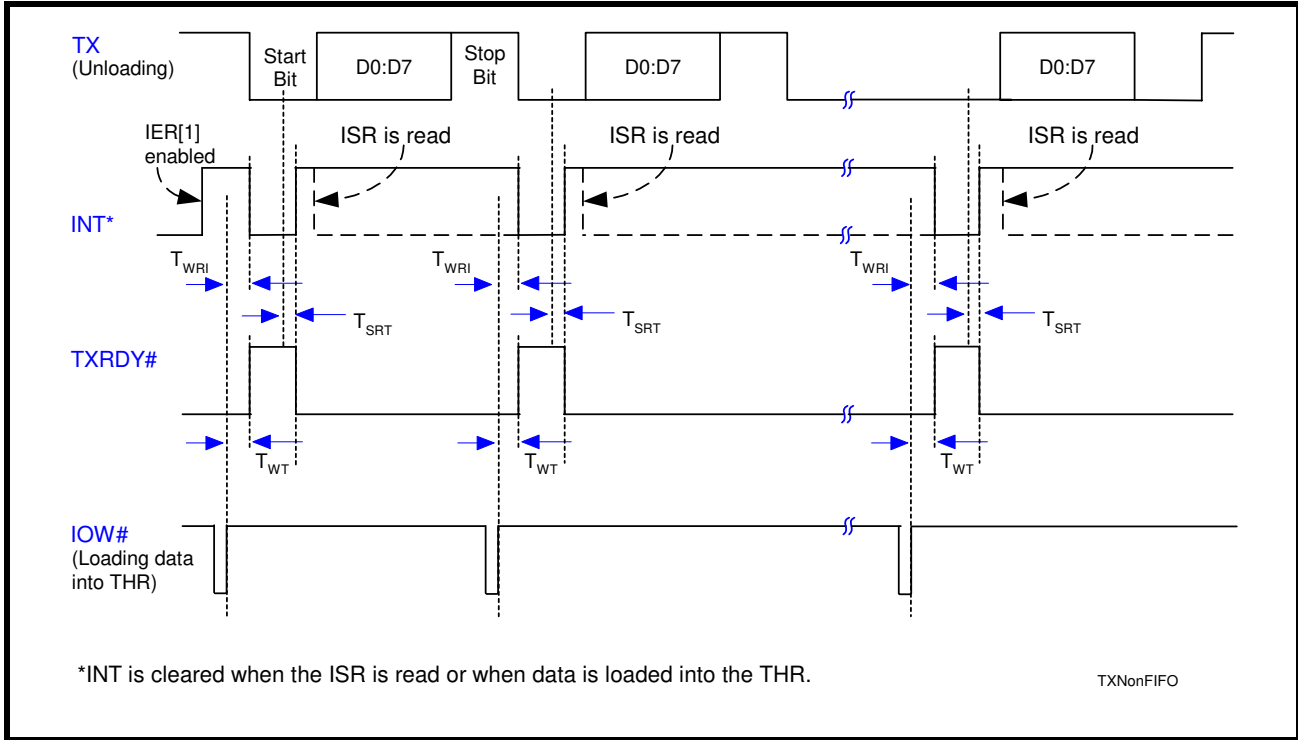 TX
(Unloading)
Start
Bit
D0:D7
Stop
Bit
D0:D7
D0:D7
IER[1]
enabled
ISR is read
ISR is read
ISR is read
INT*
TWRI
TWRI
TWRI
TSRT
TSRT
TSRT
TXRDY#
TWT
TWT
TWT
IOW#
(Loading data
into THR)
*INT is cleared when the ISR is read or when data is loaded into the THR.
TXNonFIFO